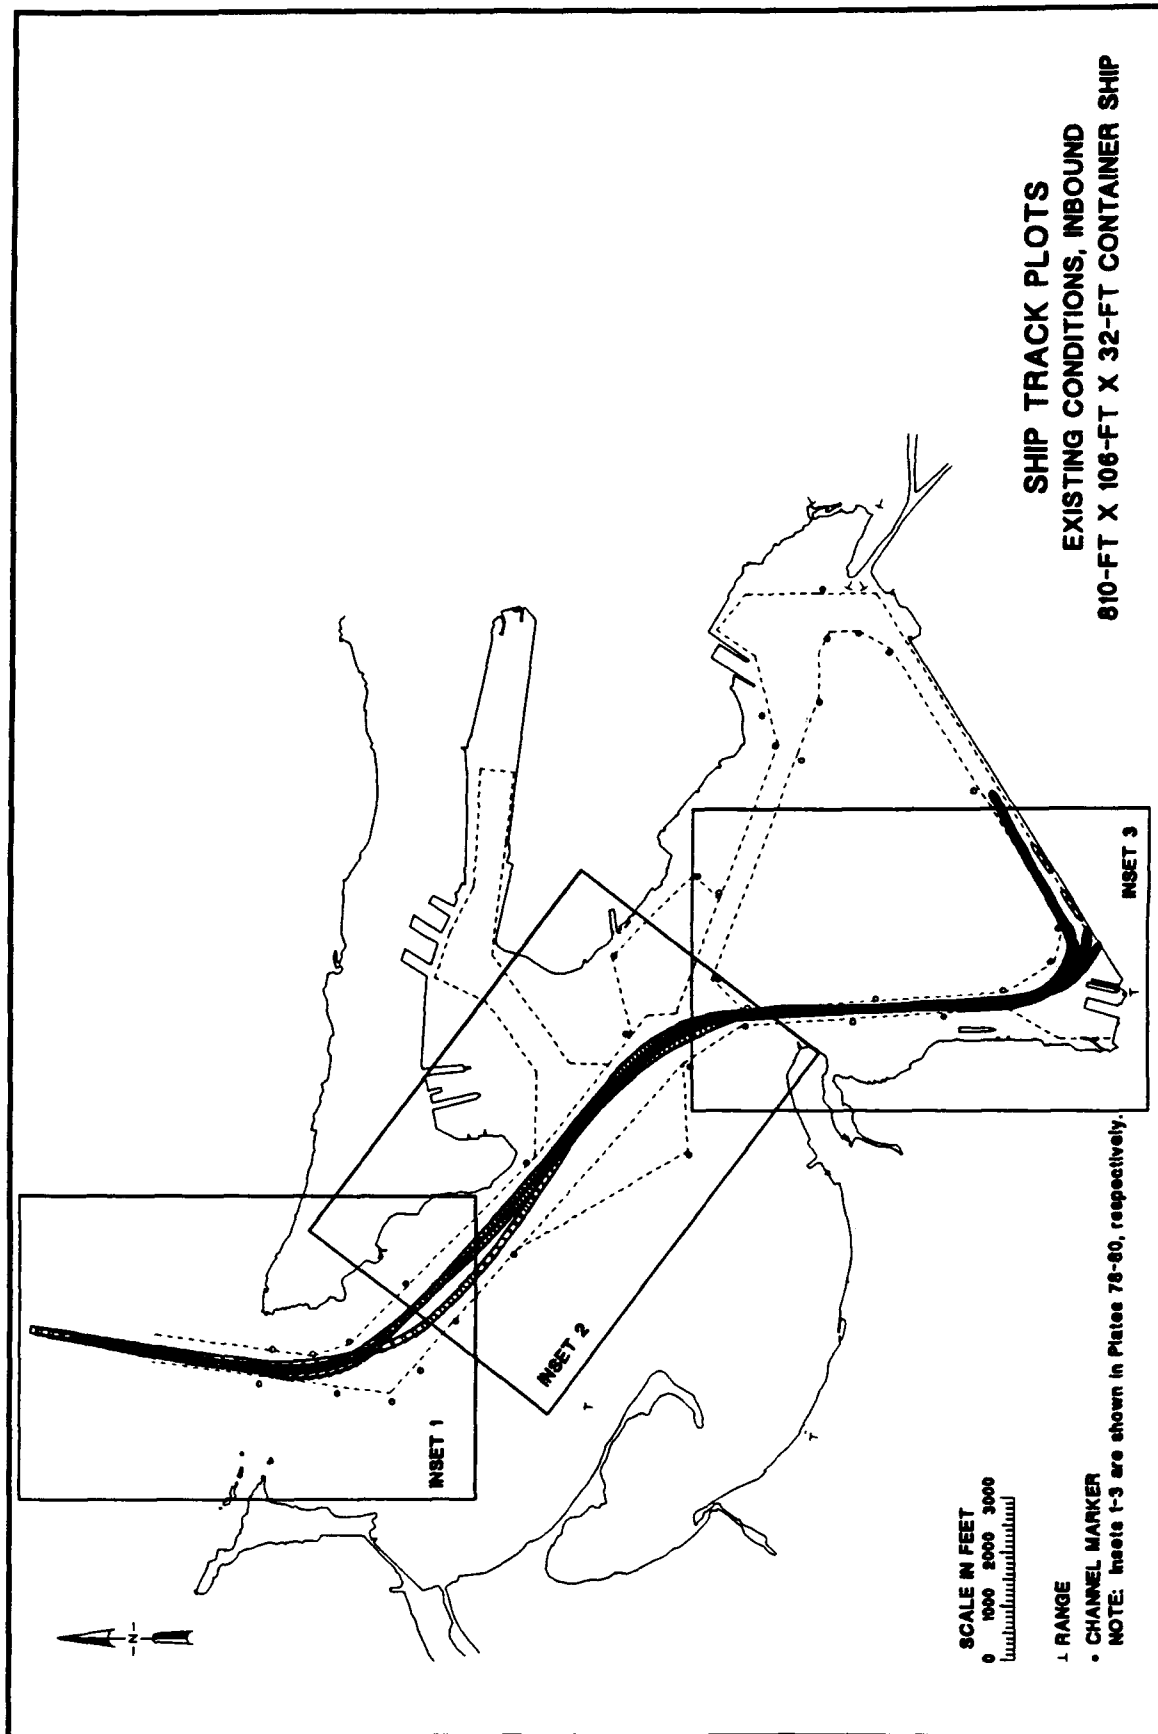 -N-
INSET 1
INSET 2
INSET 3
SHIP TRACK PLOTS
EXISTING CONDITIONS, INBOUND
810-FT X 106-FT X 32-FT CONTAINER SHIP
SCALE IN FEET
0 1000 2000 3000
RANGE
CHANNEL MARKER
NOTE: Insets 1-3 are shown in Plates 78-80, respectively.